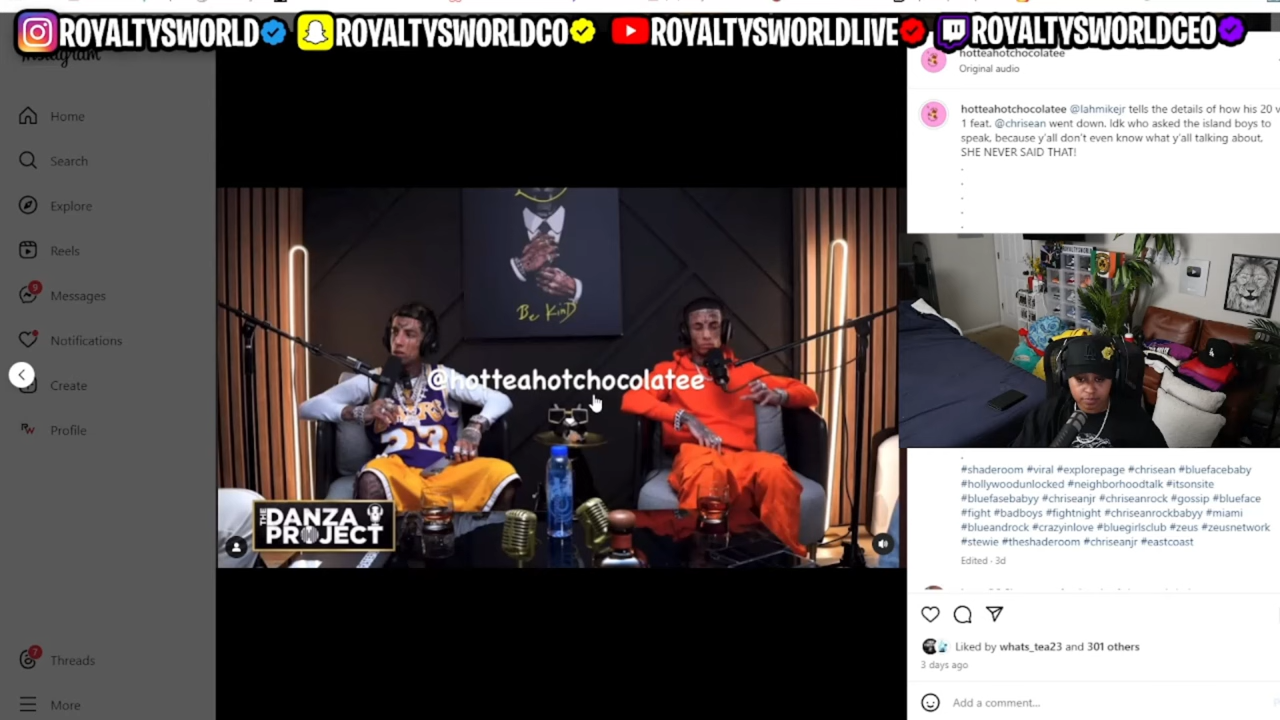 ROYALTYSWORLD ROYALTYSWORLDCO ROYALTYSWORLDLIVE ROYALTYSWORLDCEO
Instagram
Home
Search
Explore
Reels
9
Messages
Notifications
Create
Profile
7
Threads
More
Be Kind
@hotteahotchocolatee
23
THE DANZA
PROJECT
hotteahotchocolatee
Original audio
hotteahotchocolatee @lahmikejr tells the details of how his 20 v
1 feat. @chrisean went down. Idk who asked the island boys to
speak, because y'all don't even know what y'all talking about,
SHE NEVER SAID THAT!
.
.
.
.
.
.
#shaderoom #viral #explorepage #chrisean #bluefacebaby
#hollywoodunlocked #neighborhoodtalk #itsonsite
#bluefasebabyy #chriseanjr #chriseanrock #gossip #blueface
#fight #badboys #fightnight #chriseanrockbabyy #miami
#blueandrock #crazyinlove #bluegirlsclub #zeus #zeusnetwork
#stewie #theshaderoom #chriseanjr #eastcoast
Edited · 3d
Liked by whats_tea23 and 301 others
3 days ago
Add a comment...